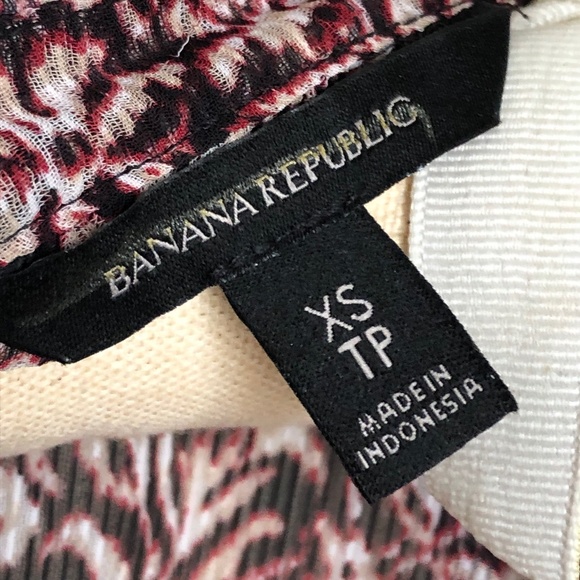 BANANA REPUBLIC
XS
TP
MADE IN
INDONESIA